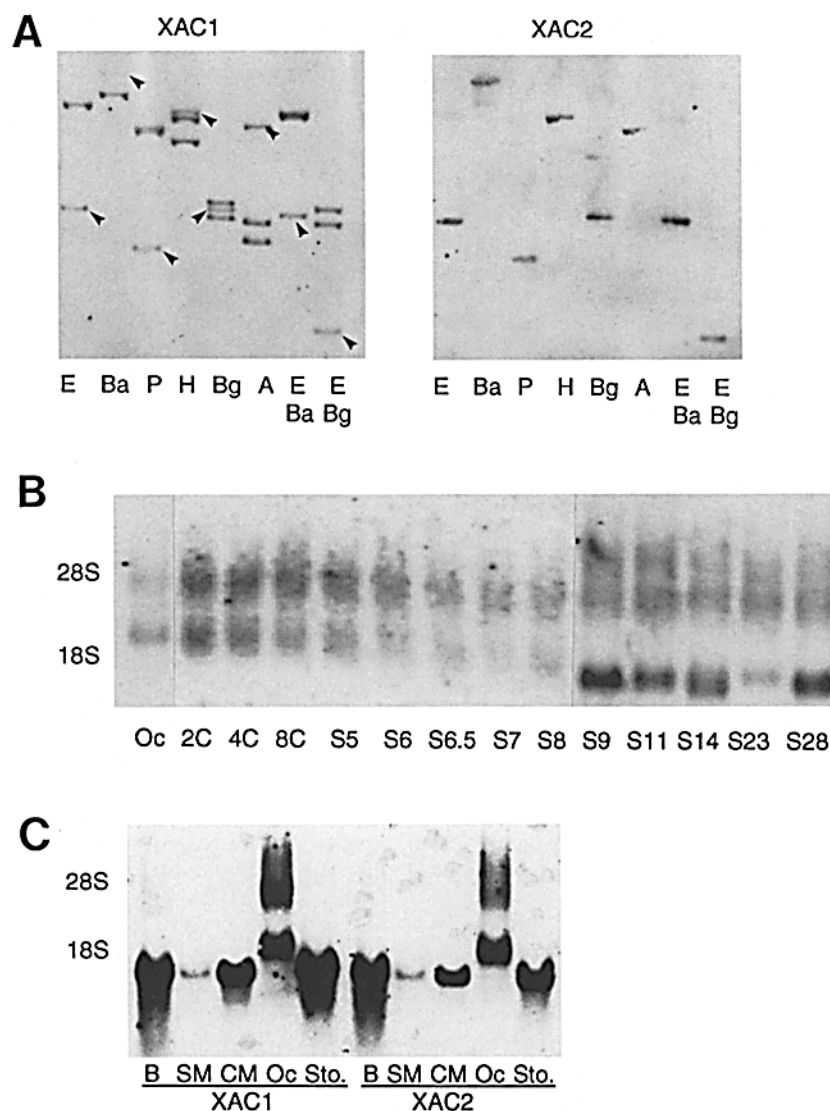 A
XAC1
XAC2
E Ba P H Bg A E E
Ba Bg
E Ba P H Bg A E E
Ba Bg
B
28S
18S
Oc 2C 4C 8C S5 S6 S6.5 S7 S8 S9 S11 S14 S23 S28
C
28S
18S
B SM CM Oc Sto. B SM CM Oc Sto.
XAC1 XAC2